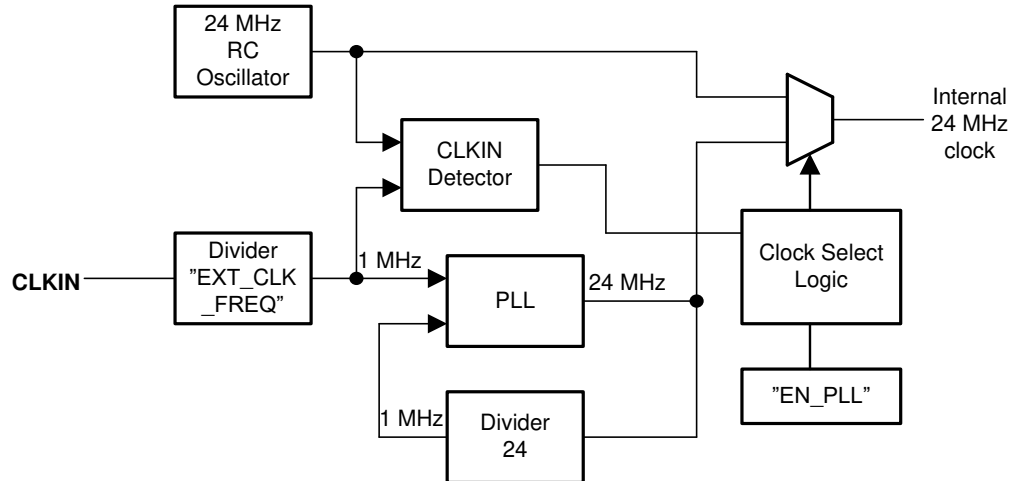 24 MHz
RC
Oscillator
Internal
24 MHz
clock
CLKIN
Detector
CLKIN
Divider
”EXT_CLK
_FREQ”
1 MHz
PLL
24 MHz
Clock Select
Logic
1 MHz
Divider
24
”EN_PLL”